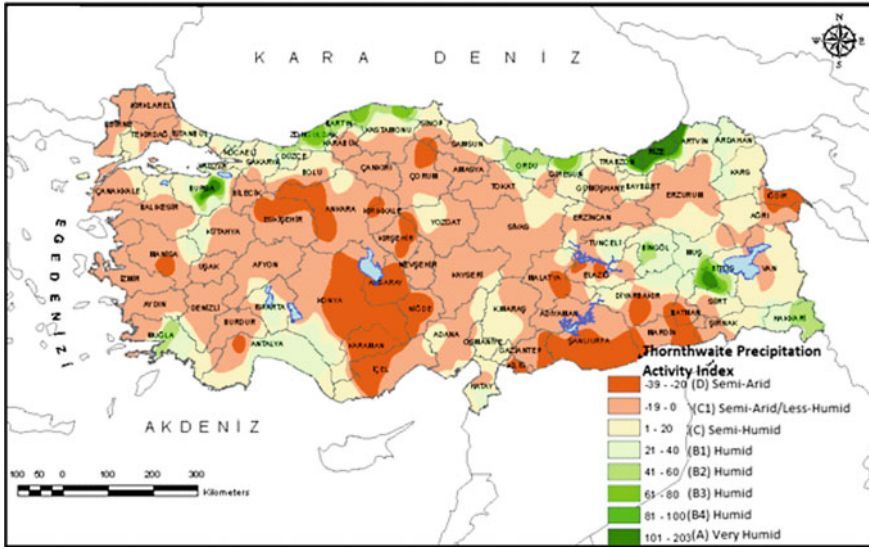 N
W E
S
KARA DENİZ
KIRKLARELİ
EDİRNE
TEKİRDAĞ
İSTANBUL
KOCAELİ
YALOVA
SAKARYA
DÜZCE
ZONGULDAK
BARTIN
KARABÜK
KASTAMONU
SİNOP
SAMSUN
ORDU
GİRESUN
TRABZON
RİZE
ARTVİN
ARDAHAN
KARS
ÇANAKKALE
BALIKESİR
BURSA
BİLECİK
BOLU
ÇANKIRI
ÇORUM
AMASYA
TOKAT
GÜMÜŞHANE
BAYBURT
ERZURUM
IĞDIR
AĞRI
ESKİŞEHİR
ANKARA
KIRIKKALE
YOZGAT
SİVAS
ERZİNCAN
KÜTAHYA
KIRŞEHİR
TUNCELİ
BİNGÖL
MUŞ
EGE DENİZİ
MANİSA
UŞAK
AFYON
NEVŞEHİR
KAYSERİ
MALATYA
ELAZIĞ
BİTLİS
VAN
İZMİR
AKSARAY
KONYA
NİĞDE
DİYARBAKIR
SİİRT
AYDIN
DENİZLİ
ISPARTA
BURDUR
K.MARAŞ
ADIYAMAN
BATMAN
MARDİN
ŞIRNAK
HAKKARİ
MUĞLA
ANTALYA
KARAMAN
İÇEL
ADANA
OSMANİYE
GAZİANTEP
KİLİS
ŞANLIURFA
HATAY
AKDENİZ
Thornthwaite Precipitation
Activity Index
-39 - -20 (D) Semi-Arid
-19 - 0 (C1) Semi-Arid/Less-Humid
1 - 20 (C) Semi-Humid
21 - 40 (B1) Humid
41 - 60 (B2) Humid
61 - 80 (B3) Humid
81 - 100 (B4) Humid
101 - 203 (A) Very Humid
100 50 0 100 200 300
Kilometers